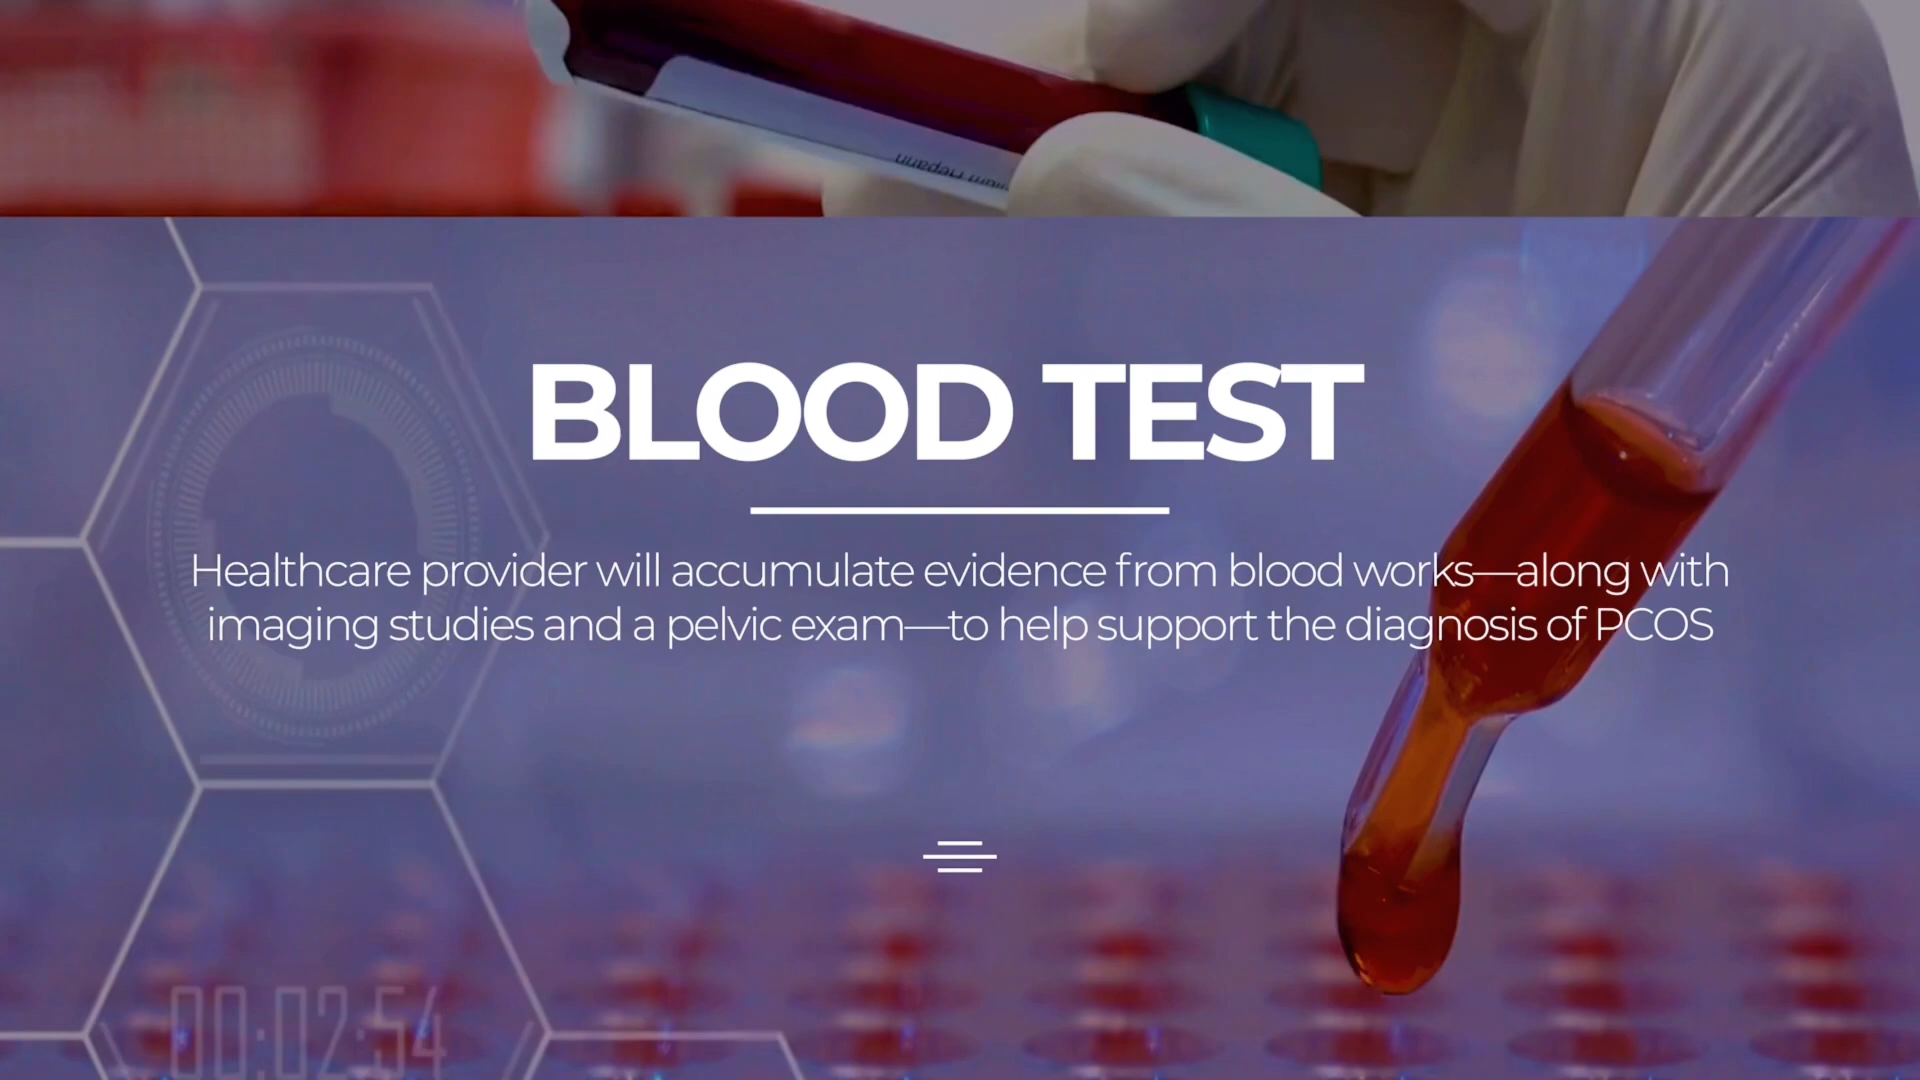 BLOOD TEST
Healthcare provider will accumulate evidence from blood works—along with
imaging studies and a pelvic exam—to help support the diagnosis of PCOS
00:02:54